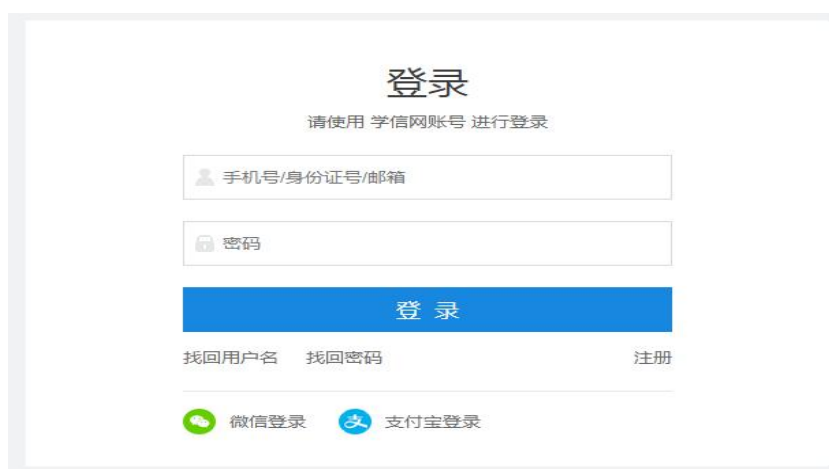 登录
请使用 学信网账号 进行登录
手机号/身份证号/邮箱
密码
登 录
找回用户名 找回密码 注册
微信登录 支付宝登录